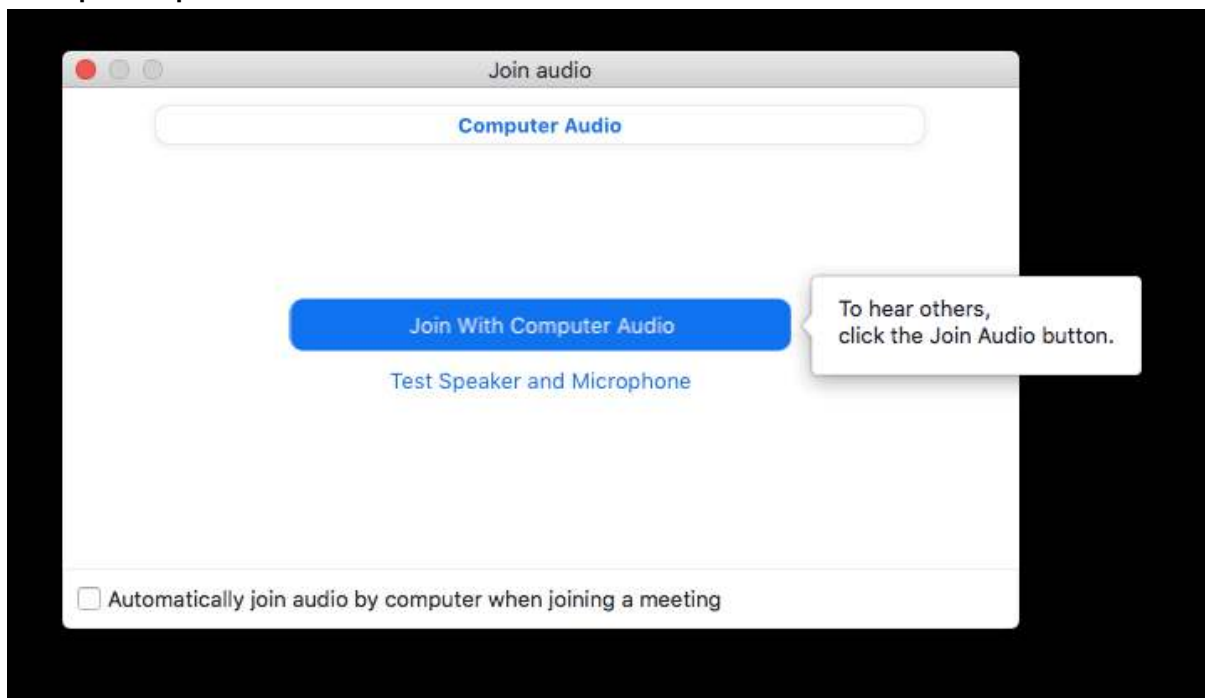 Join audio
Computer Audio
Join With Computer Audio
To hear others,
click the Join Audio button.
Test Speaker and Microphone
Automatically join audio by computer when joining a meeting